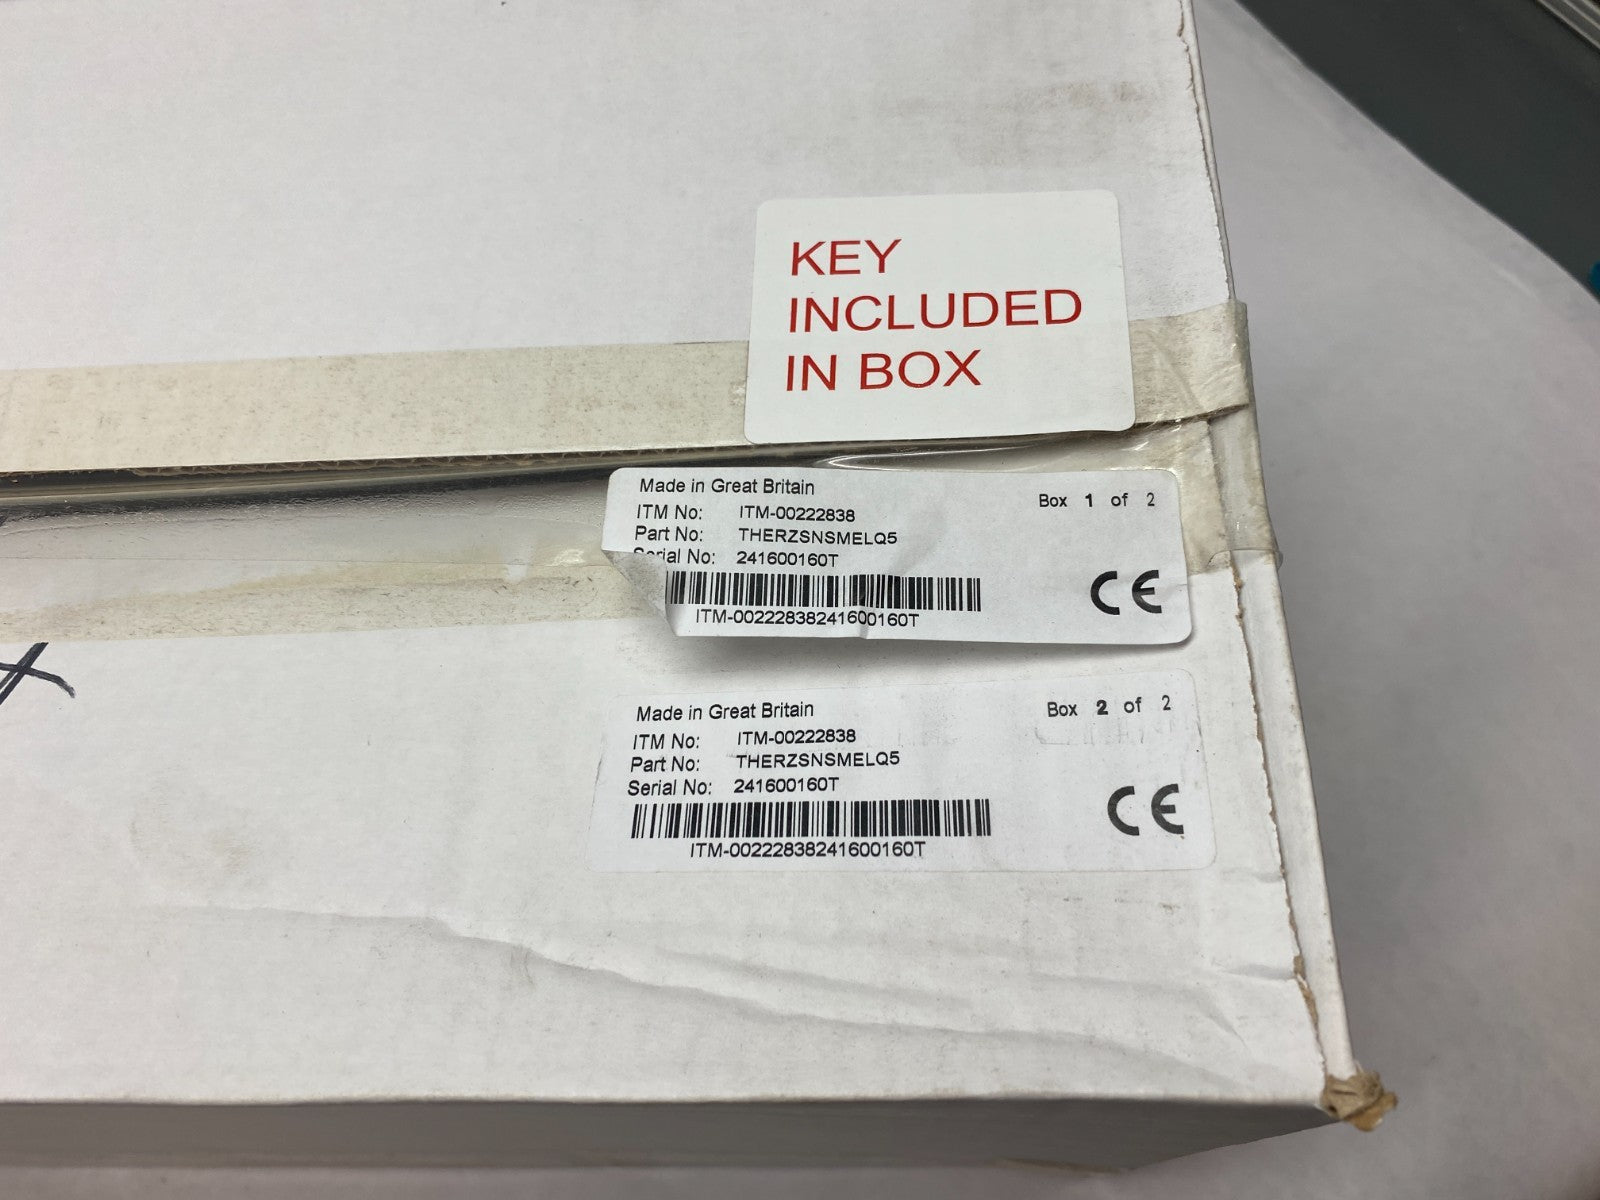 KEY
INCLUDED
IN BOX
Made in Great Britain
Box 1 of 2
ITM No: ITM-00222838
Part No: THERZSNSMELQ5
Serial No: 241600160T
ITM-00222838241600160T
CE
Made in Great Britain
Box 2 of 2
ITM No: ITM-00222838
Part No: THERZSNSMELQ5
Serial No: 241600160T
ITM-00222838241600160T
CE